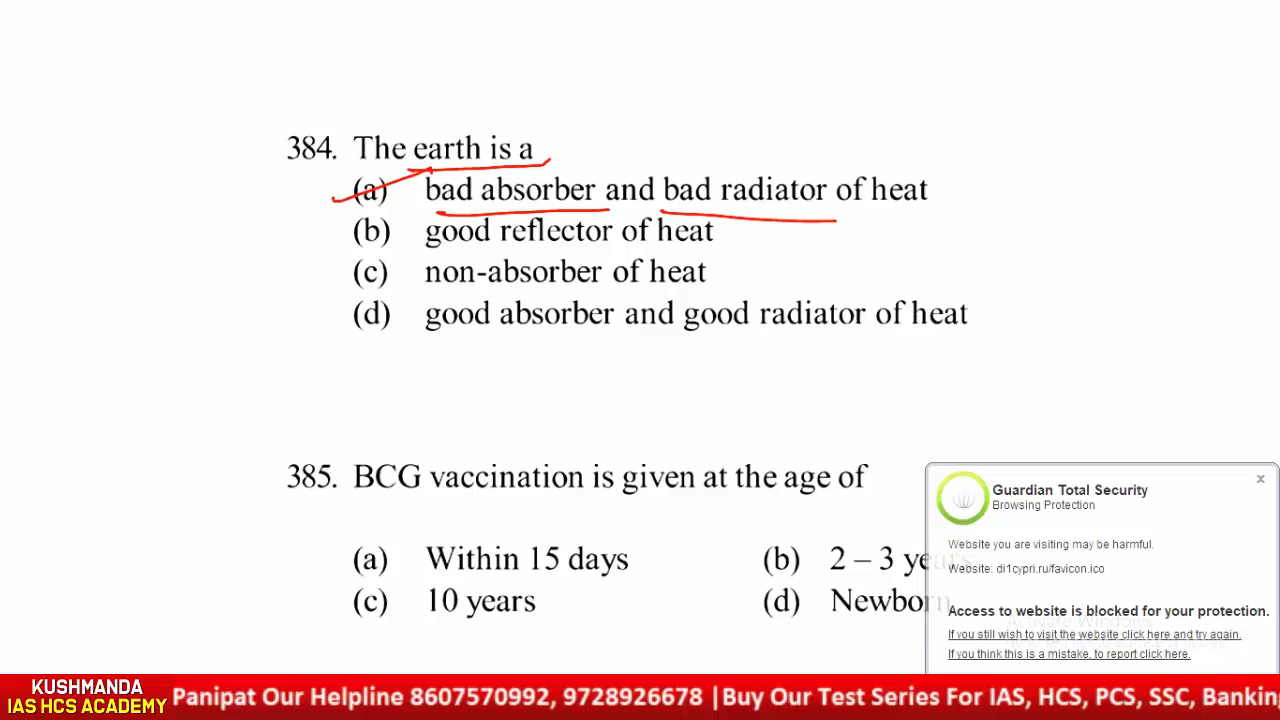 384. The earth is a
(a) bad absorber and bad radiator of heat
(b) good reflector of heat
(c) non-absorber of heat
(d) good absorber and good radiator of heat
385. BCG vaccination is given at the age of
(a) Within 15 days (b) 2 – 3 years
(c) 10 years (d) Newborn
Guardian Total Security x
Browsing Protection
Website you are visiting may be harmful.
Website: di1cypri.ru/favicon.ico
Access to website is blocked for your protection.
Activate Windows
If you still wish to visit the website click here and try again.
If you think this is a mistake, to report click here.
KUSHMANDA
IAS HCS ACADEMY
Panipat Our Helpline 8607570992, 9728926678 |Buy Our Test Series For IAS, HCS, PCS, SSC, Banking,